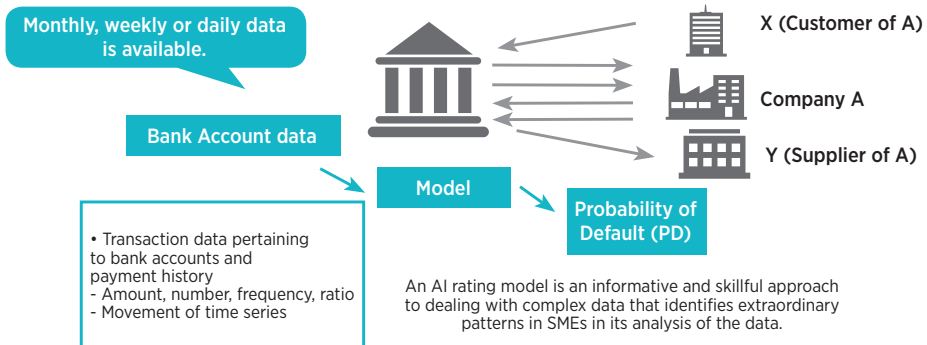 Monthly, weekly or daily data
is available.
X (Customer of A)
Company A
Bank Account data
Y (Supplier of A)
Model
Probability of
Default (PD)
• Transaction data pertaining
to bank accounts and
payment history
- Amount, number, frequency, ratio
- Movement of time series
An AI rating model is an informative and skillful approach
to dealing with complex data that identifies extraordinary
patterns in SMEs in its analysis of the data.